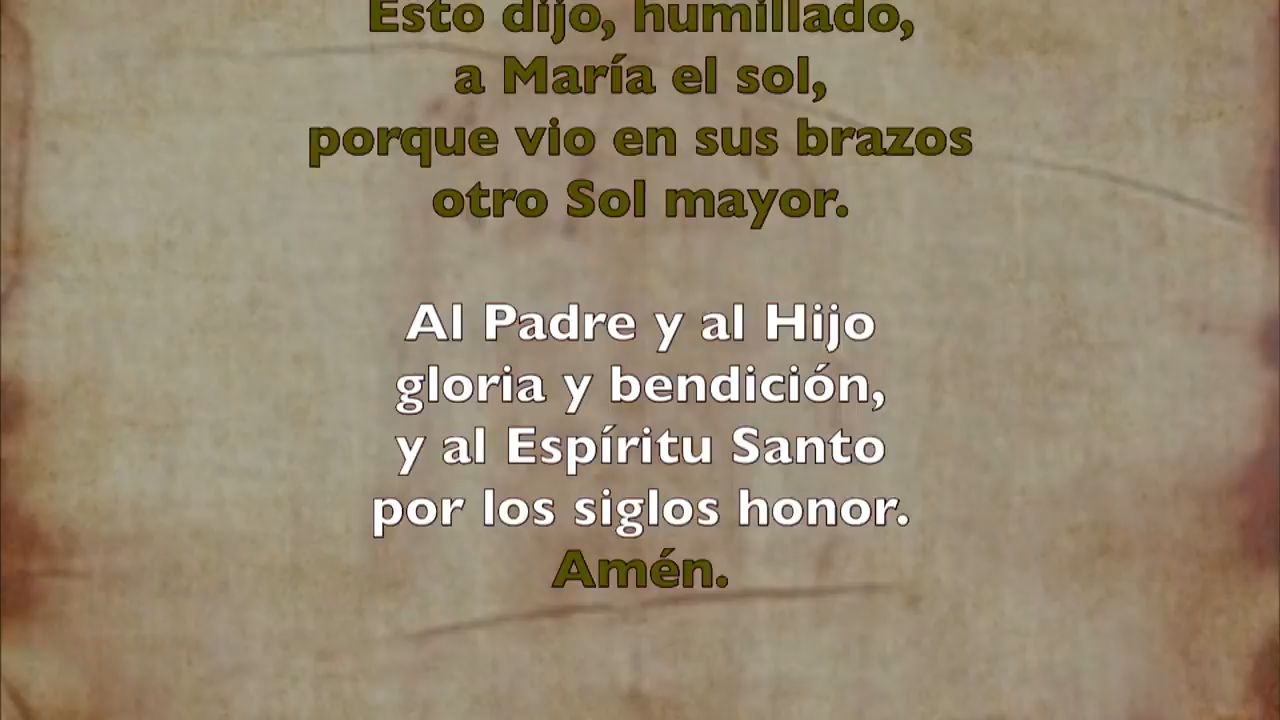 Esto dijo, humillado,
a María el sol,
porque vio en sus brazos
otro Sol mayor.
Al Padre y al Hijo
gloria y bendición,
y al Espíritu Santo
por los siglos honor.
Amén.